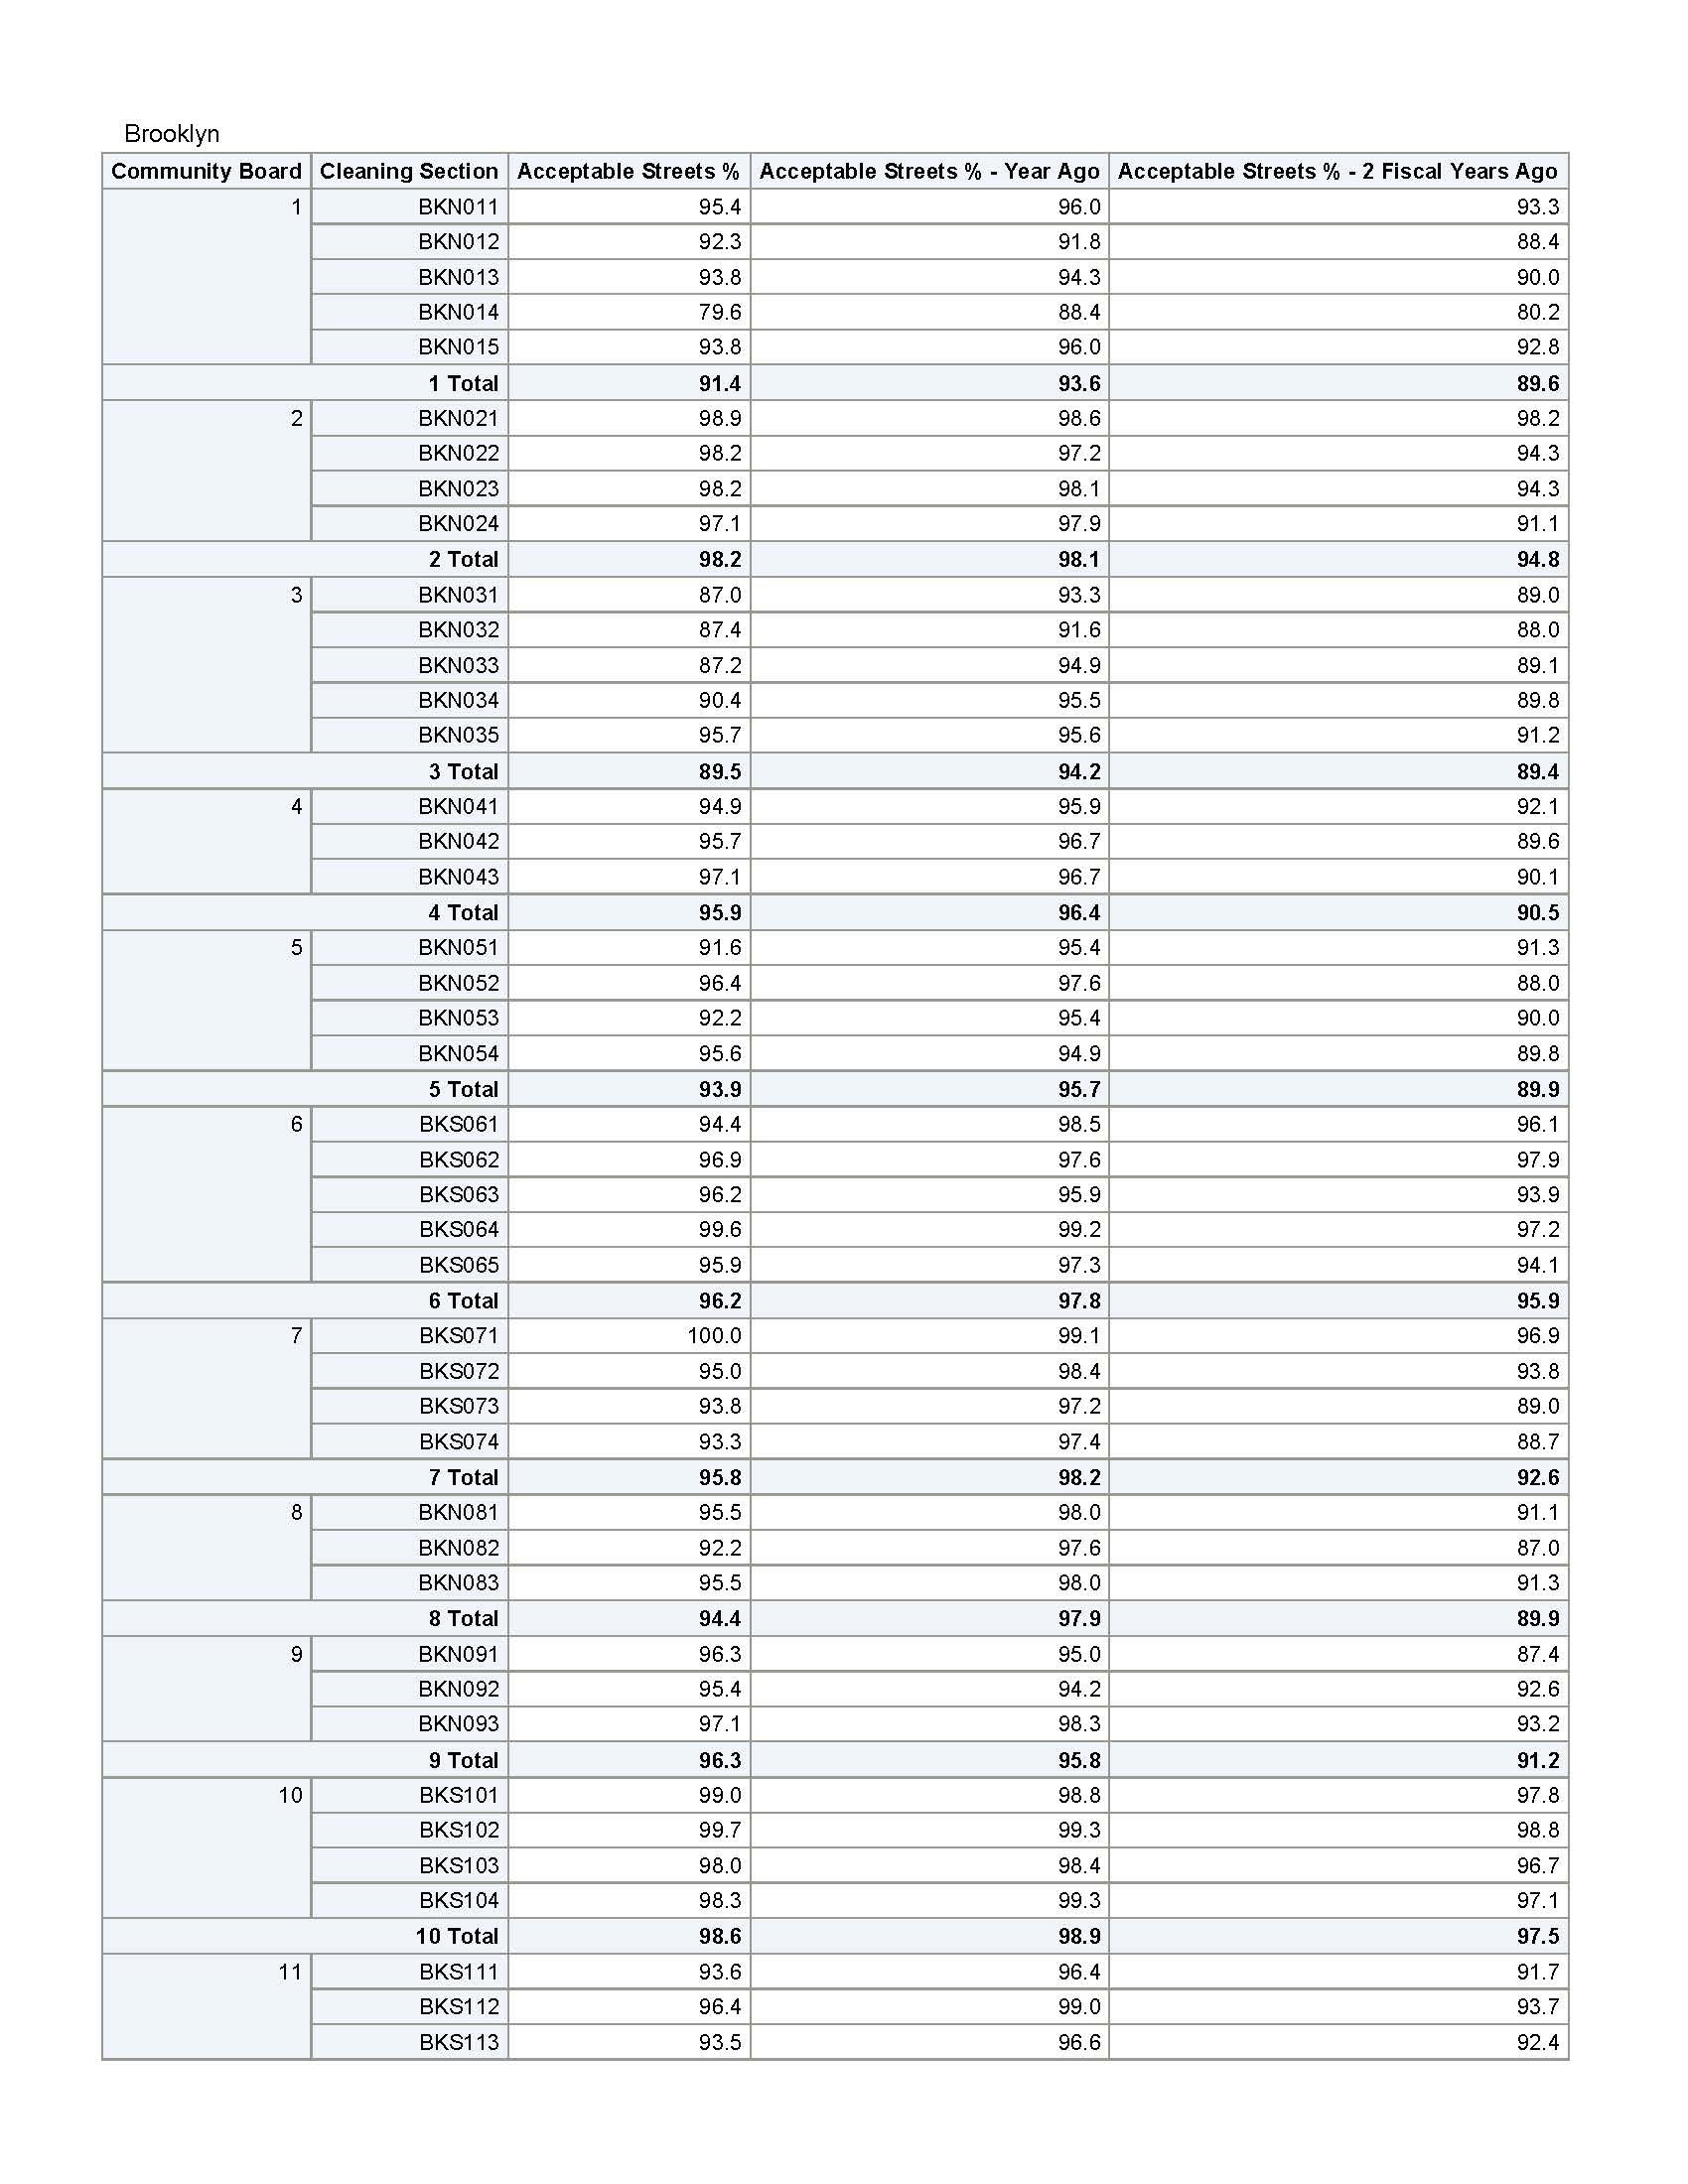 Brooklyn
Community Board Cleaning Section Acceptable Streets % Acceptable Streets % - Year Ago Acceptable Streets % - 2 Fiscal Years Ago
1 BKN011 95.4 96.0 93.3
BKN012 92.3 91.8 88.4
BKN013 93.8 94.3 90.0
BKN014 79.6 88.4 80.2
BKN015 93.8 96.0 92.8
1 Total 91.4 93.6 89.6
2 BKN021 98.9 98.6 98.2
BKN022 98.2 97.2 94.3
BKN023 98.2 98.1 94.3
BKN024 97.1 97.9 91.1
2 Total 98.2 98.1 94.8
3 BKN031 87.0 93.3 89.0
BKN032 87.4 91.6 88.0
BKN033 87.2 94.9 89.1
BKN034 90.4 95.5 89.8
BKN035 95.7 95.6 91.2
3 Total 89.5 94.2 89.4
4 BKN041 94.9 95.9 92.1
BKN042 95.7 96.7 89.6
BKN043 97.1 96.7 90.1
4 Total 95.9 96.4 90.5
5 BKN051 91.6 95.4 91.3
BKN052 96.4 97.6 88.0
BKN053 92.2 95.4 90.0
BKN054 95.6 94.9 89.8
5 Total 93.9 95.7 89.9
6 BKS061 94.4 98.5 96.1
BKS062 96.9 97.6 97.9
BKS063 96.2 95.9 93.9
BKS064 99.6 99.2 97.2
BKS065 95.9 97.3 94.1
6 Total 96.2 97.8 95.9
7 BKS071 100.0 99.1 96.9
BKS072 95.0 98.4 93.8
BKS073 93.8 97.2 89.0
BKS074 93.3 97.4 88.7
7 Total 95.8 98.2 92.6
8 BKN081 95.5 98.0 91.1
BKN082 92.2 97.6 87.0
BKN083 95.5 98.0 91.3
8 Total 94.4 97.9 89.9
9 BKN091 96.3 95.0 87.4
BKN092 95.4 94.2 92.6
BKN093 97.1 98.3 93.2
9 Total 96.3 95.8 91.2
10 BKS101 99.0 98.8 97.8
BKS102 99.7 99.3 98.8
BKS103 98.0 98.4 96.7
BKS104 98.3 99.3 97.1
10 Total 98.6 98.9 97.5
11 BKS111 93.6 96.4 91.7
BKS112 96.4 99.0 93.7
BKS113 93.5 96.6 92.4